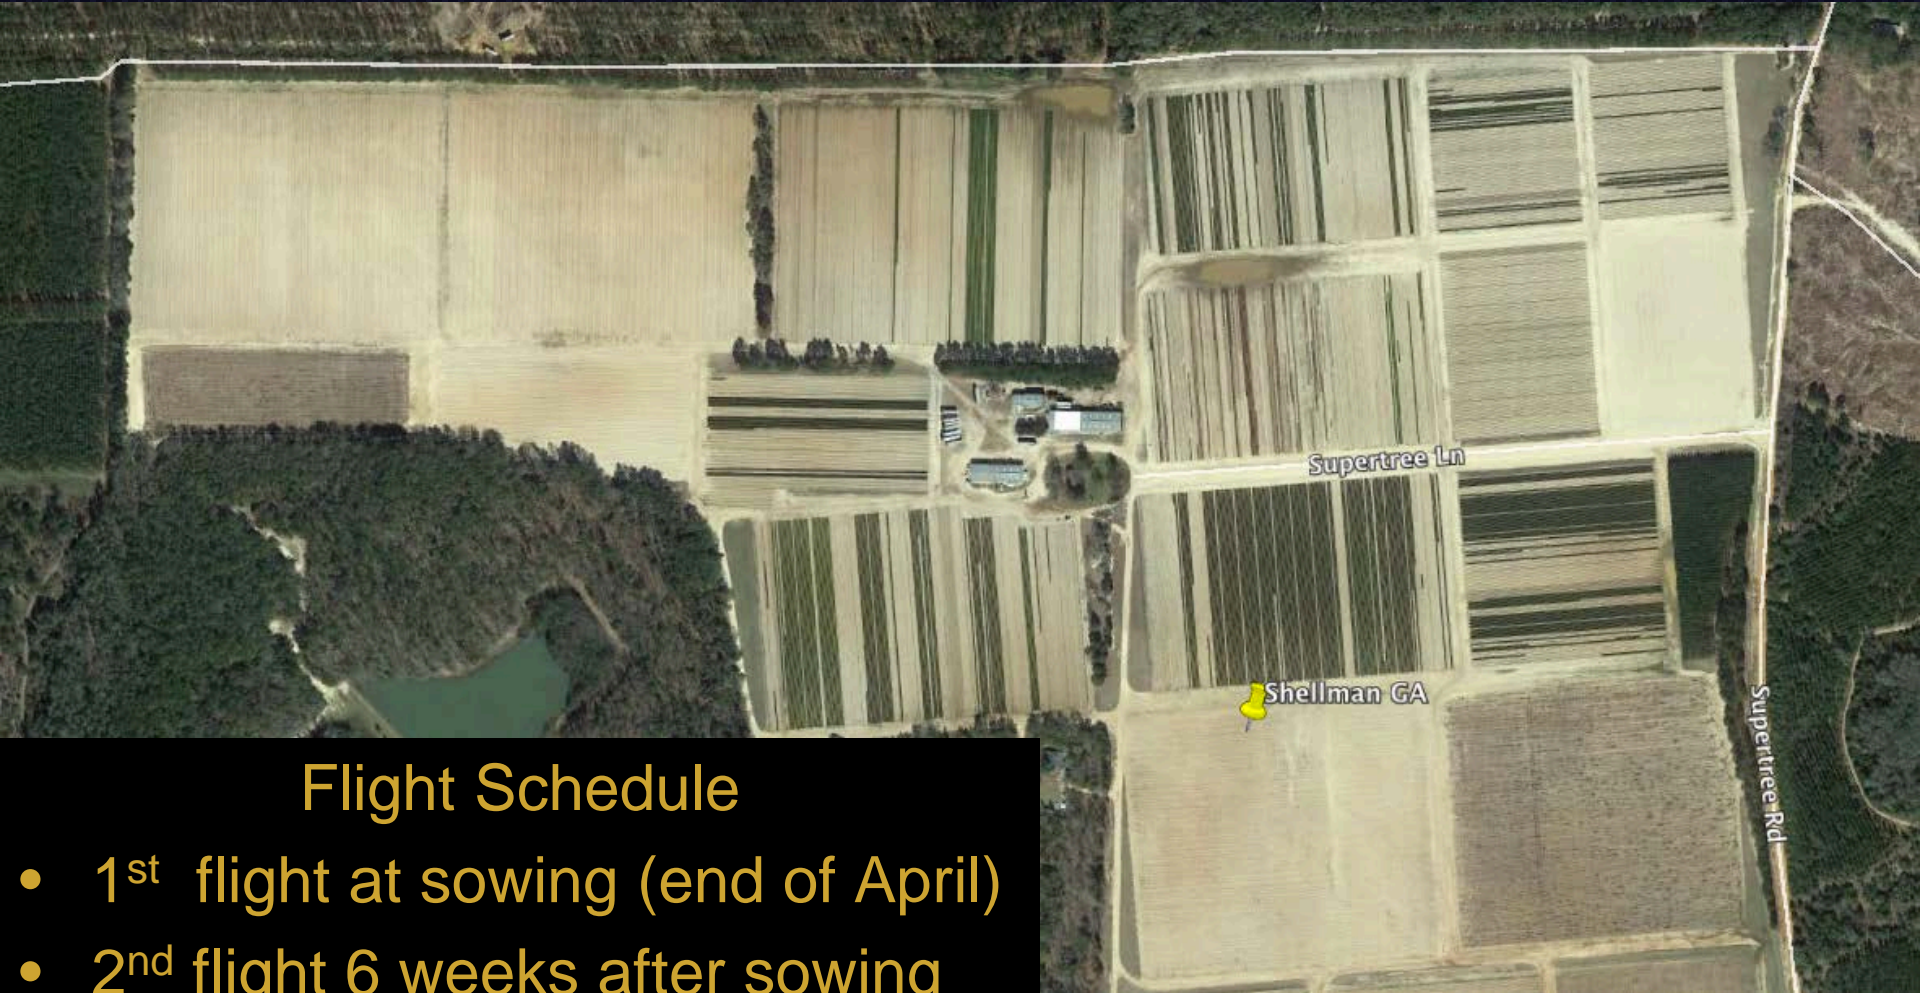 Supertree Ln
Shellman GA
Supertree Rd
Flight Schedule
• 1st flight at sowing (end of April)
• 2nd flight 6 weeks after sowing